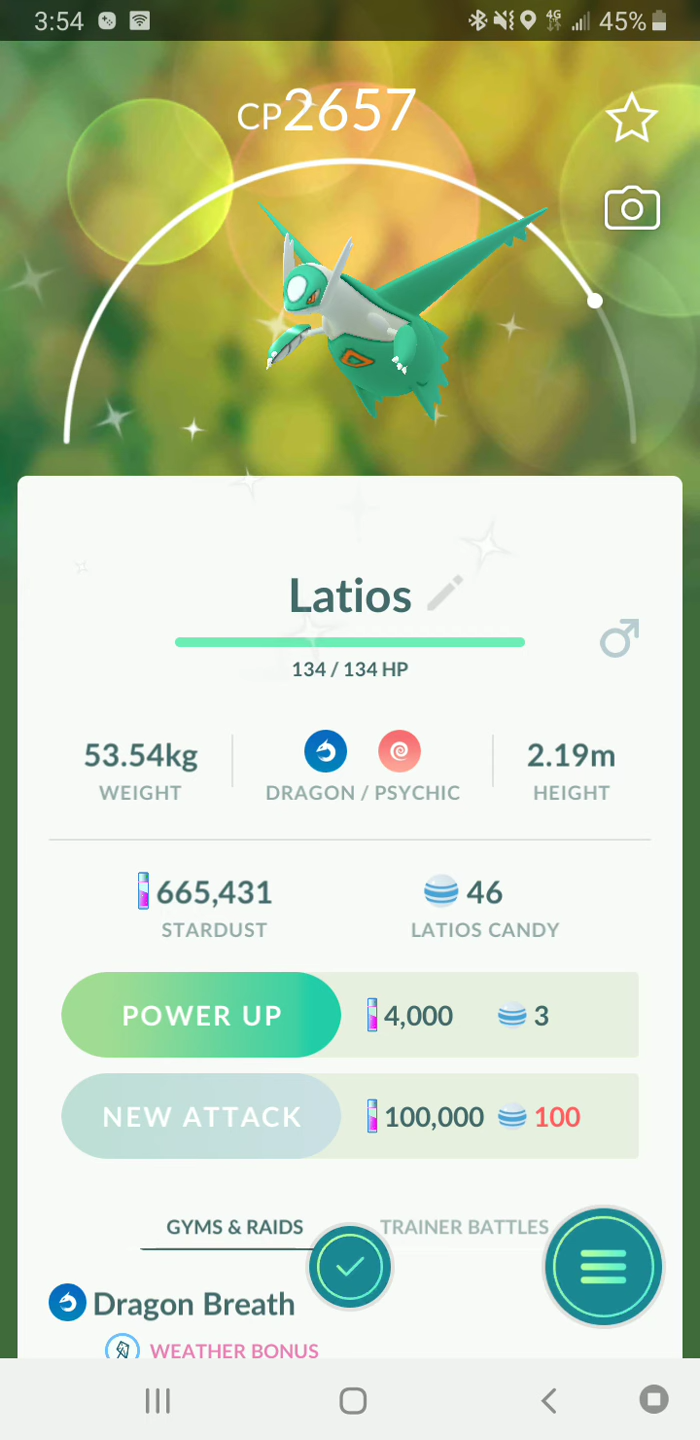 3:54 4G 45%
CP2657
Latios
134 / 134 HP
53.54kg 2.19m
WEIGHT DRAGON / PSYCHIC HEIGHT
665,431 46
STARDUST LATIOS CANDY
POWER UP 4,000 3
NEW ATTACK 100,000 100
GYMS & RAIDS TRAINER BATTLES
Dragon Breath
WEATHER BONUS